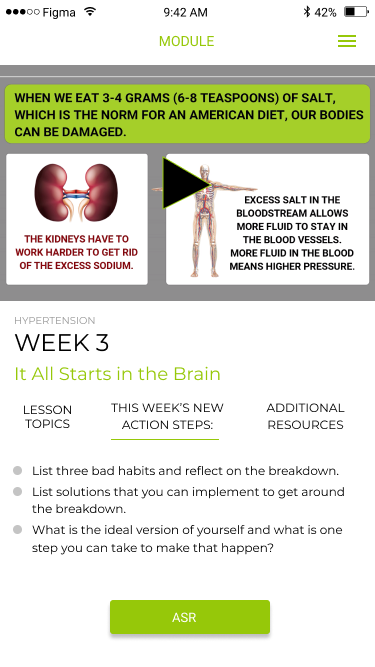 Figma 9:42 AM 42%
MODULE
WHEN WE EAT 3-4 GRAMS (6-8 TEASPOONS) OF SALT,
WHICH IS THE NORM FOR AN AMERICAN DIET, OUR BODIES
CAN BE DAMAGED.
THE KIDNEYS HAVE TO
WORK HARDER TO GET RID
OF THE EXCESS SODIUM.
EXCESS SALT IN THE
BLOODSTREAM ALLOWS
MORE FLUID TO STAY IN
THE BLOOD VESSELS.
MORE FLUID IN THE BLOOD
MEANS HIGHER PRESSURE.
HYPERTENSION
WEEK 3
It All Starts in the Brain
LESSON
TOPICS
THIS WEEK'S NEW
ACTION STEPS:
ADDITIONAL
RESOURCES
List three bad habits and reflect on the breakdown.
List solutions that you can implement to get around
the breakdown.
What is the ideal version of yourself and what is one
step you can take to make that happen?
ASR